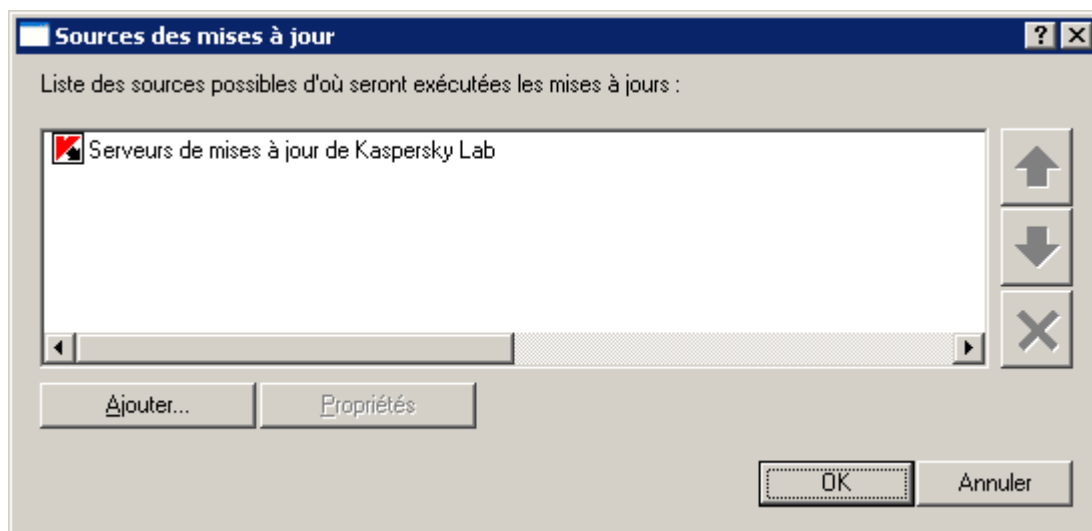 Sources des mises à jour
Liste des sources possibles d'où seront exécutées les mises à jours :
Serveurs de mises à jour de Kaspersky Lab
Ajouter... Propriétés
OK Annuler